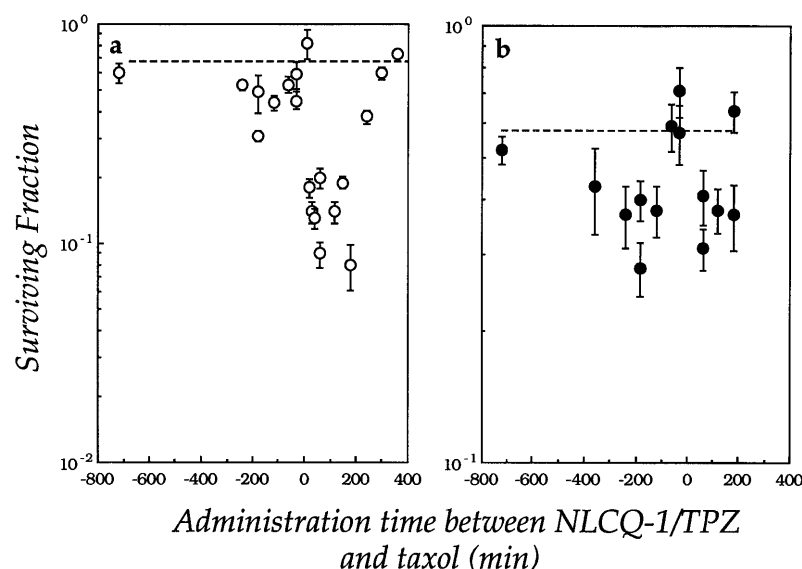 a
b
Surviving Fraction
10^0
10^-1
10^-2
-800 -600 -400 -200 0 200 400
10^0
10^-1
-800 -600 -400 -200 0 200 400
Administration time between NLCQ-1/TPZ
and taxol (min)